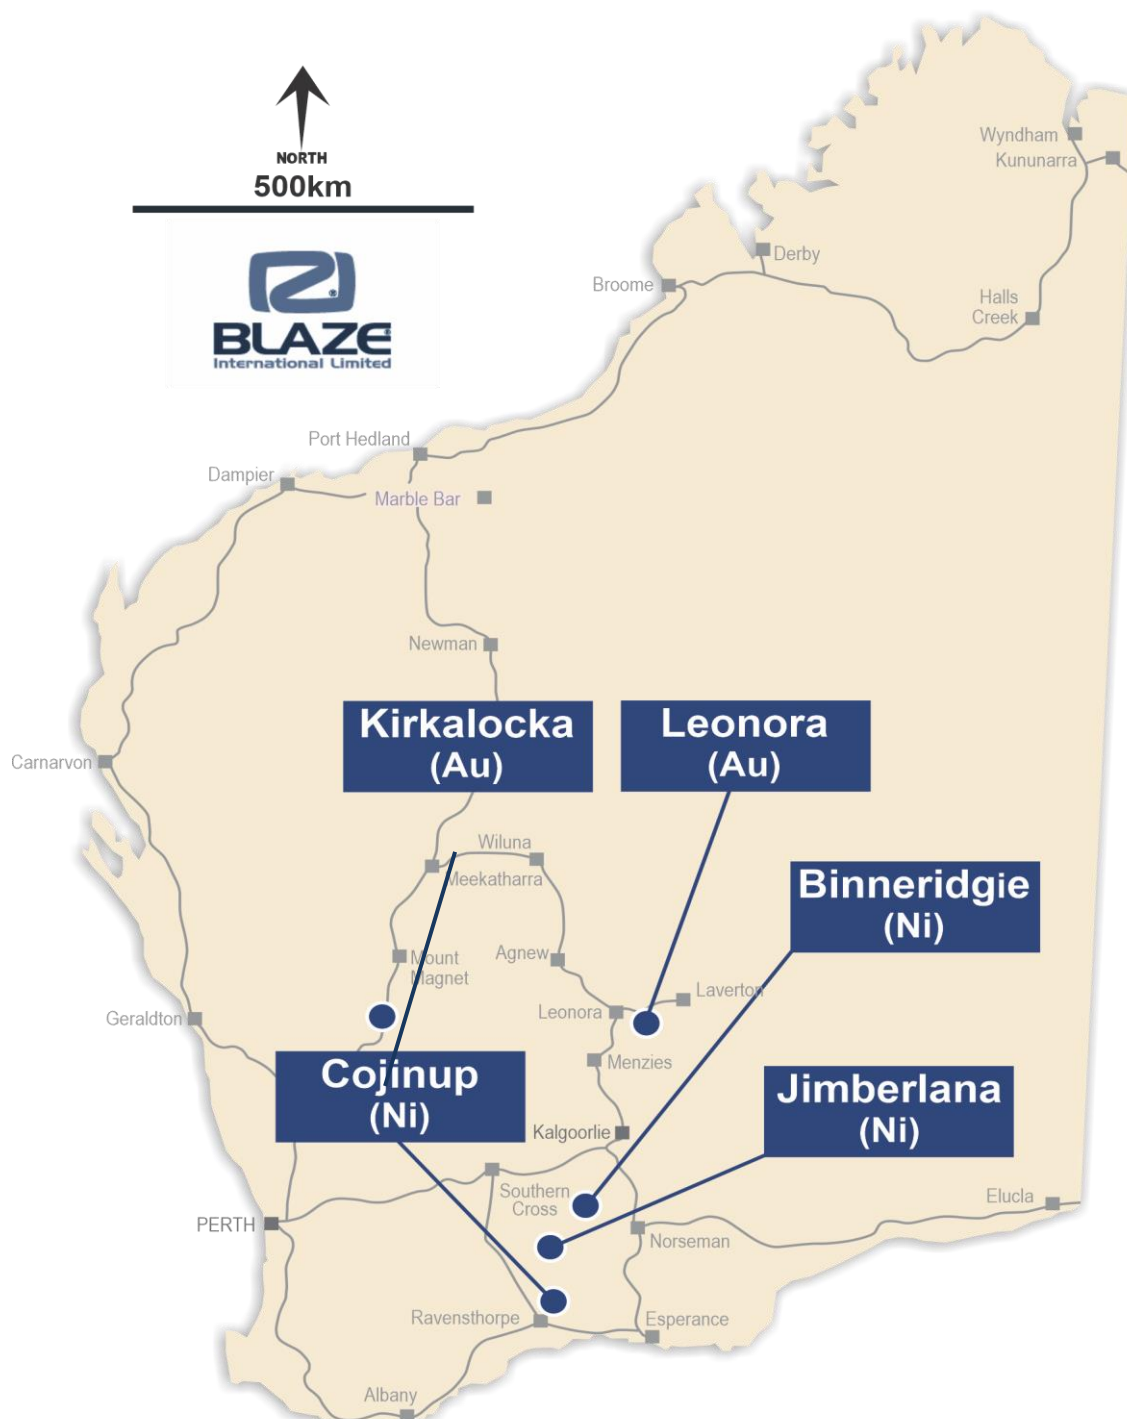 NORTH
500km
BLAZE
International Limited
Wyndham
Kununarra
Derby
Broome
Halls
Creek
Port Hedland
Dampier
Marble Bar
Newman
Kirkalocka
(Au)
Leonora
(Au)
Carnarvon
Wiluna
Meekatharra
Binneridgie
(Ni)
Agnew
Mount
Magnet
Laverton
Leonora
Geraldton
Menzies
Cojinup
(Ni)
Jimberlana
(Ni)
Kalgoorlie
Southern
Cross
Elucla
PERTH
Norseman
Ravensthorpe
Esperance
Albany